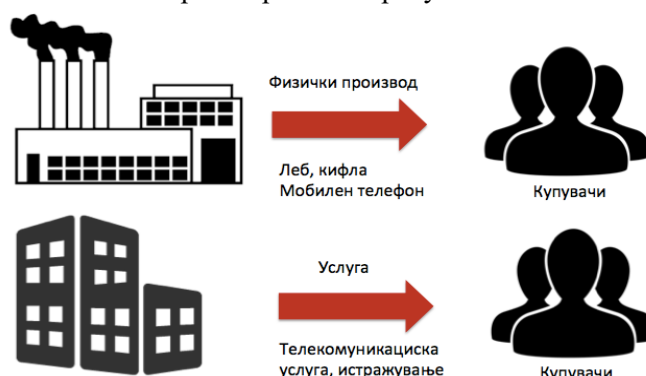 Физички производ
Леб, кифла
Мобилен телефон
Купувачи
Услуга
Телекомуникациска
услуга, истражување
Купувачи